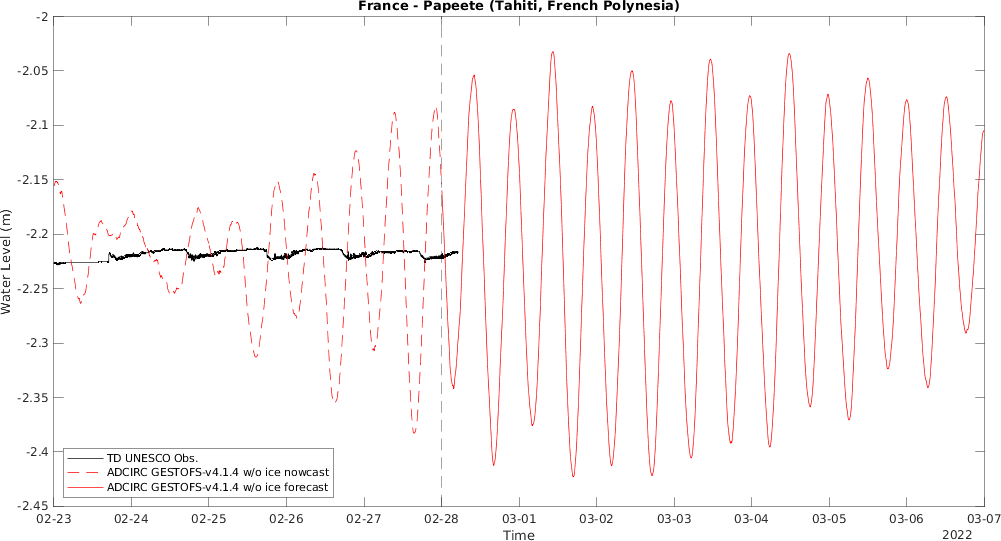 France - Papeete (Tahiti, French Polynesia)
-2
-2.05
-2.1
-2.15
-2.2
-2.25
-2.3
-2.35
-2.4
-2.45
Water Level (m)
TD UNESCO Obs.
ADCIRC GESTOFS-v4.1.4 w/o ice nowcast
ADCIRC GESTOFS-v4.1.4 w/o ice forecast
02-23 02-24 02-25 02-26 02-27 02-28 03-01 03-02 03-03 03-04 03-05 03-06 03-07
Time
2022